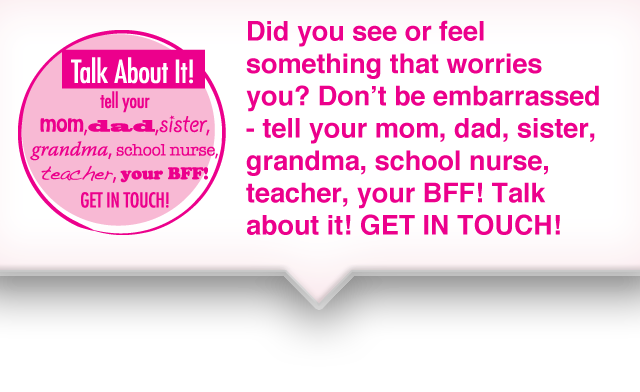 Talk About It!
tell your
mom,dad,sister,
grandma, school nurse,
teacher, your BFF!
GET IN TOUCH!
Did you see or feel
something that worries
you? Don’t be embarrassed
- tell your mom, dad, sister,
grandma, school nurse,
teacher, your BFF! Talk
about it! GET IN TOUCH!